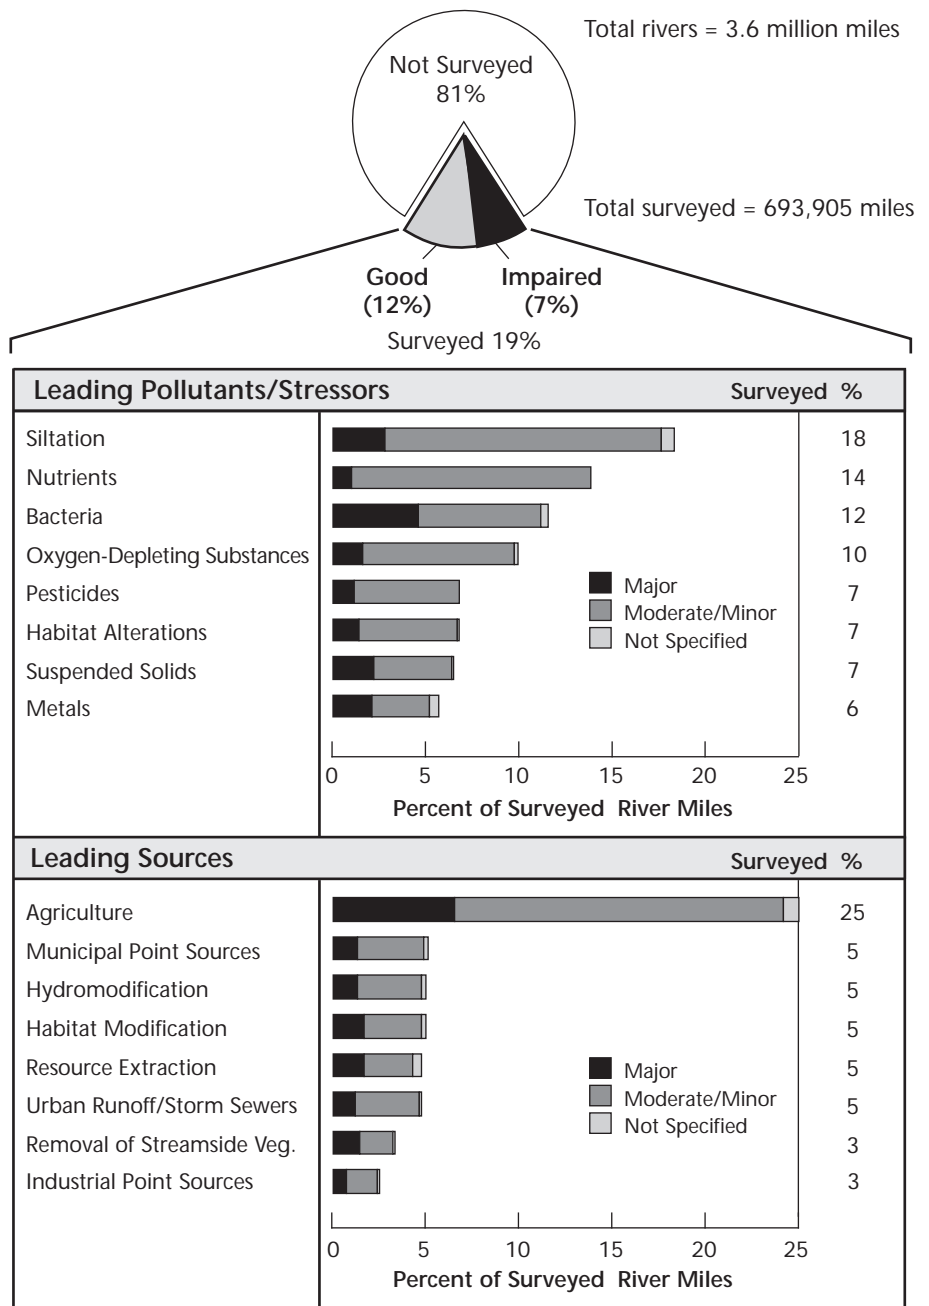 Total rivers = 3.6 million miles
Not Surveyed
81%
Total surveyed = 693,905 miles
Good
(12%)
Impaired
(7%)
Surveyed 19%
Leading Pollutants/Stressors Surveyed %
Siltation 18
Nutrients 14
Bacteria 12
Oxygen-Depleting Substances 10
Pesticides 7
Habitat Alterations 7
Suspended Solids 7
Metals 6
Major
Moderate/Minor
Not Specified
0 5 10 15 20 25
Percent of Surveyed River Miles
Leading Sources Surveyed %
Agriculture 25
Municipal Point Sources 5
Hydromodification 5
Habitat Modification 5
Resource Extraction 5
Urban Runoff/Storm Sewers 5
Removal of Streamside Veg. 3
Industrial Point Sources 3
Major
Moderate/Minor
Not Specified
0 5 10 15 20 25
Percent of Surveyed River Miles